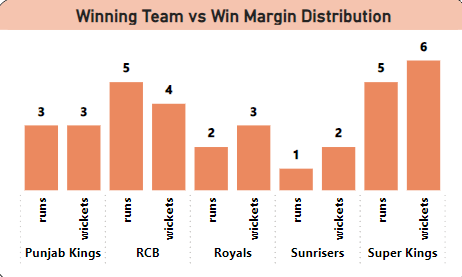 Winning Team vs Win Margin Distribution
3 3 5 4 2 3 1 2 5 6
runs wickets runs wickets runs wickets runs wickets runs wickets
Punjab Kings RCB Royals Sunrisers Super Kings